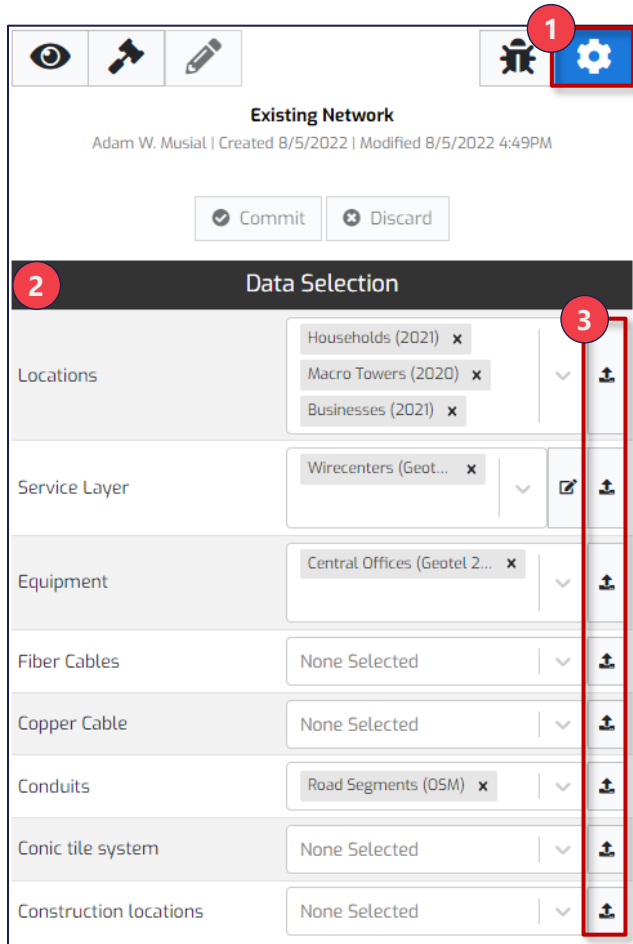 1
Existing Network
Adam W. Musial | Created 8/5/2022 | Modified 8/5/2022 4:49PM
Commit
Discard
2
Data Selection
3
Locations
Households (2021) x
Macro Towers (2020) x
Businesses (2021) x
Service Layer
Wirecenters (Geot... x
Equipment
Central Offices (Geotel 2... x
Fiber Cables
None Selected
Copper Cable
None Selected
Conduits
Road Segments (OSM) x
Conic tile system
None Selected
Construction locations
None Selected